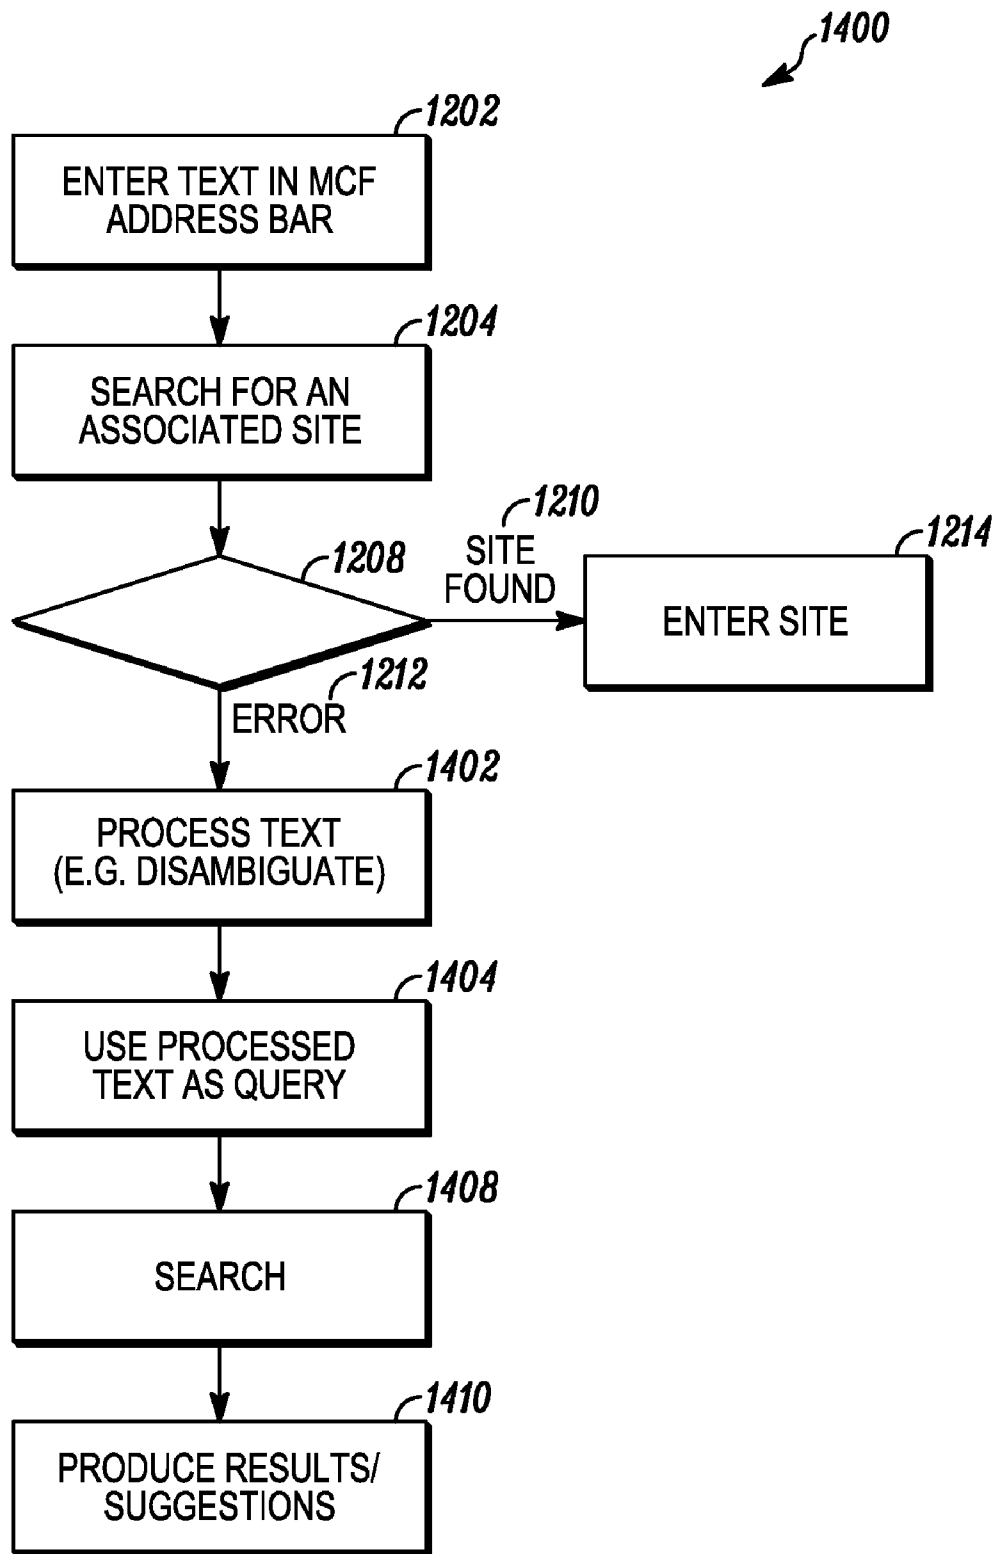 1400
1202
ENTER TEXT IN MCF
ADDRESS BAR
1204
SEARCH FOR AN
ASSOCIATED SITE
1208
1210
SITE
FOUND
1214
ENTER SITE
1212
ERROR
1402
PROCESS TEXT
(E.G. DISAMBIGUATE)
1404
USE PROCESSED
TEXT AS QUERY
1408
SEARCH
1410
PRODUCE RESULTS/
SUGGESTIONS